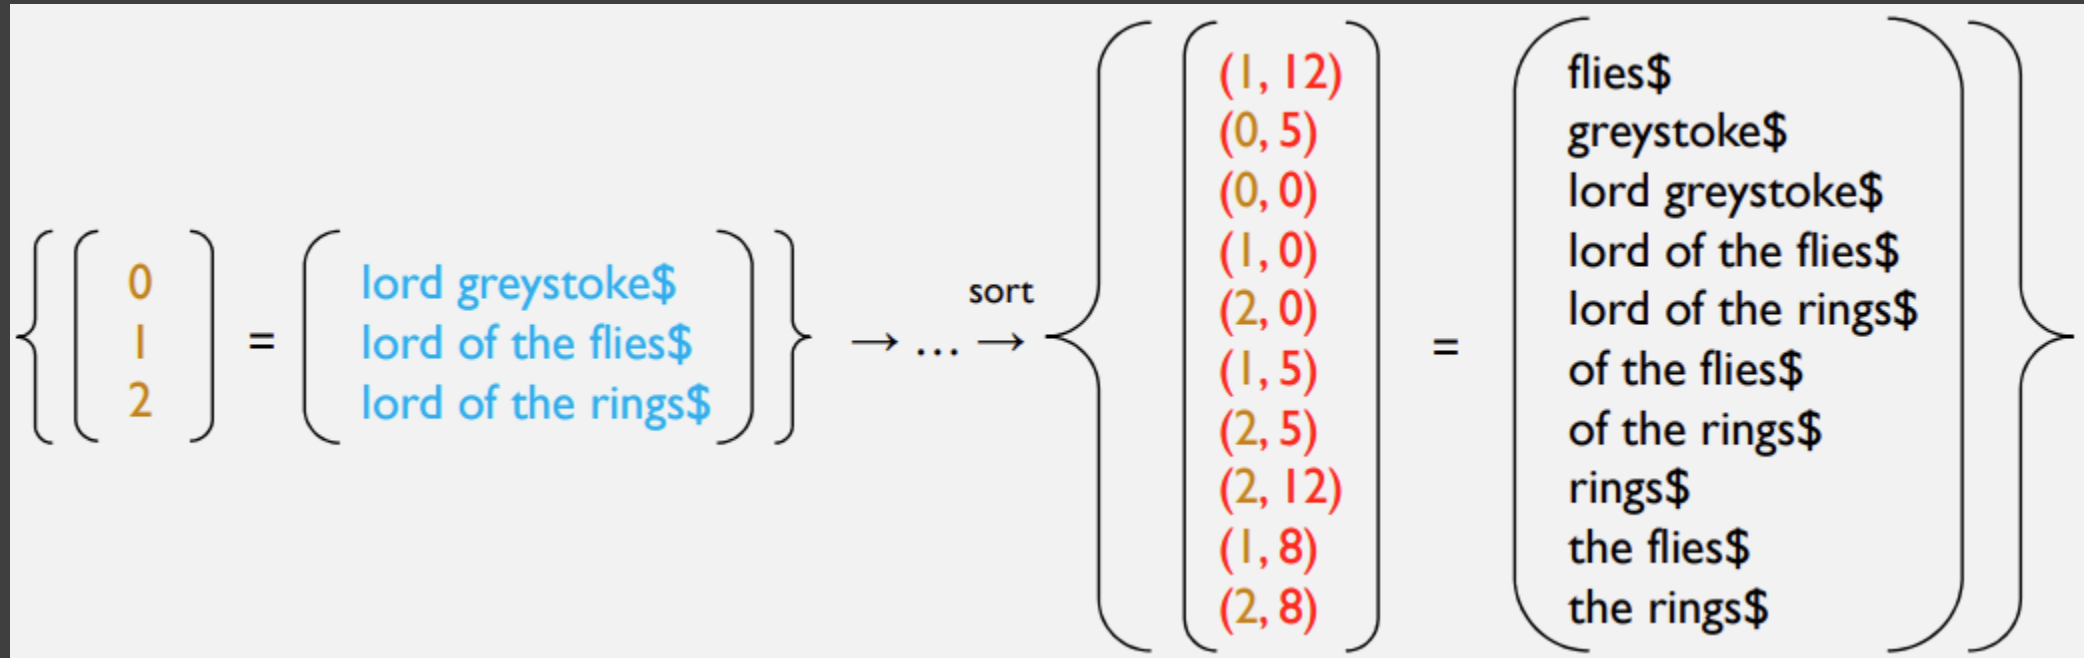 0
1
2
=
lord greystoke$
lord of the flies$
lord of the rings$
→ ... →
sort
(1, 12)
(0, 5)
(0, 0)
(1, 0)
(2, 0)
(1, 5)
(2, 5)
(2, 12)
(1, 8)
(2, 8)
=
flies$
greystoke$
lord greystoke$
lord of the flies$
lord of the rings$
of the flies$
of the rings$
rings$
the flies$
the rings$